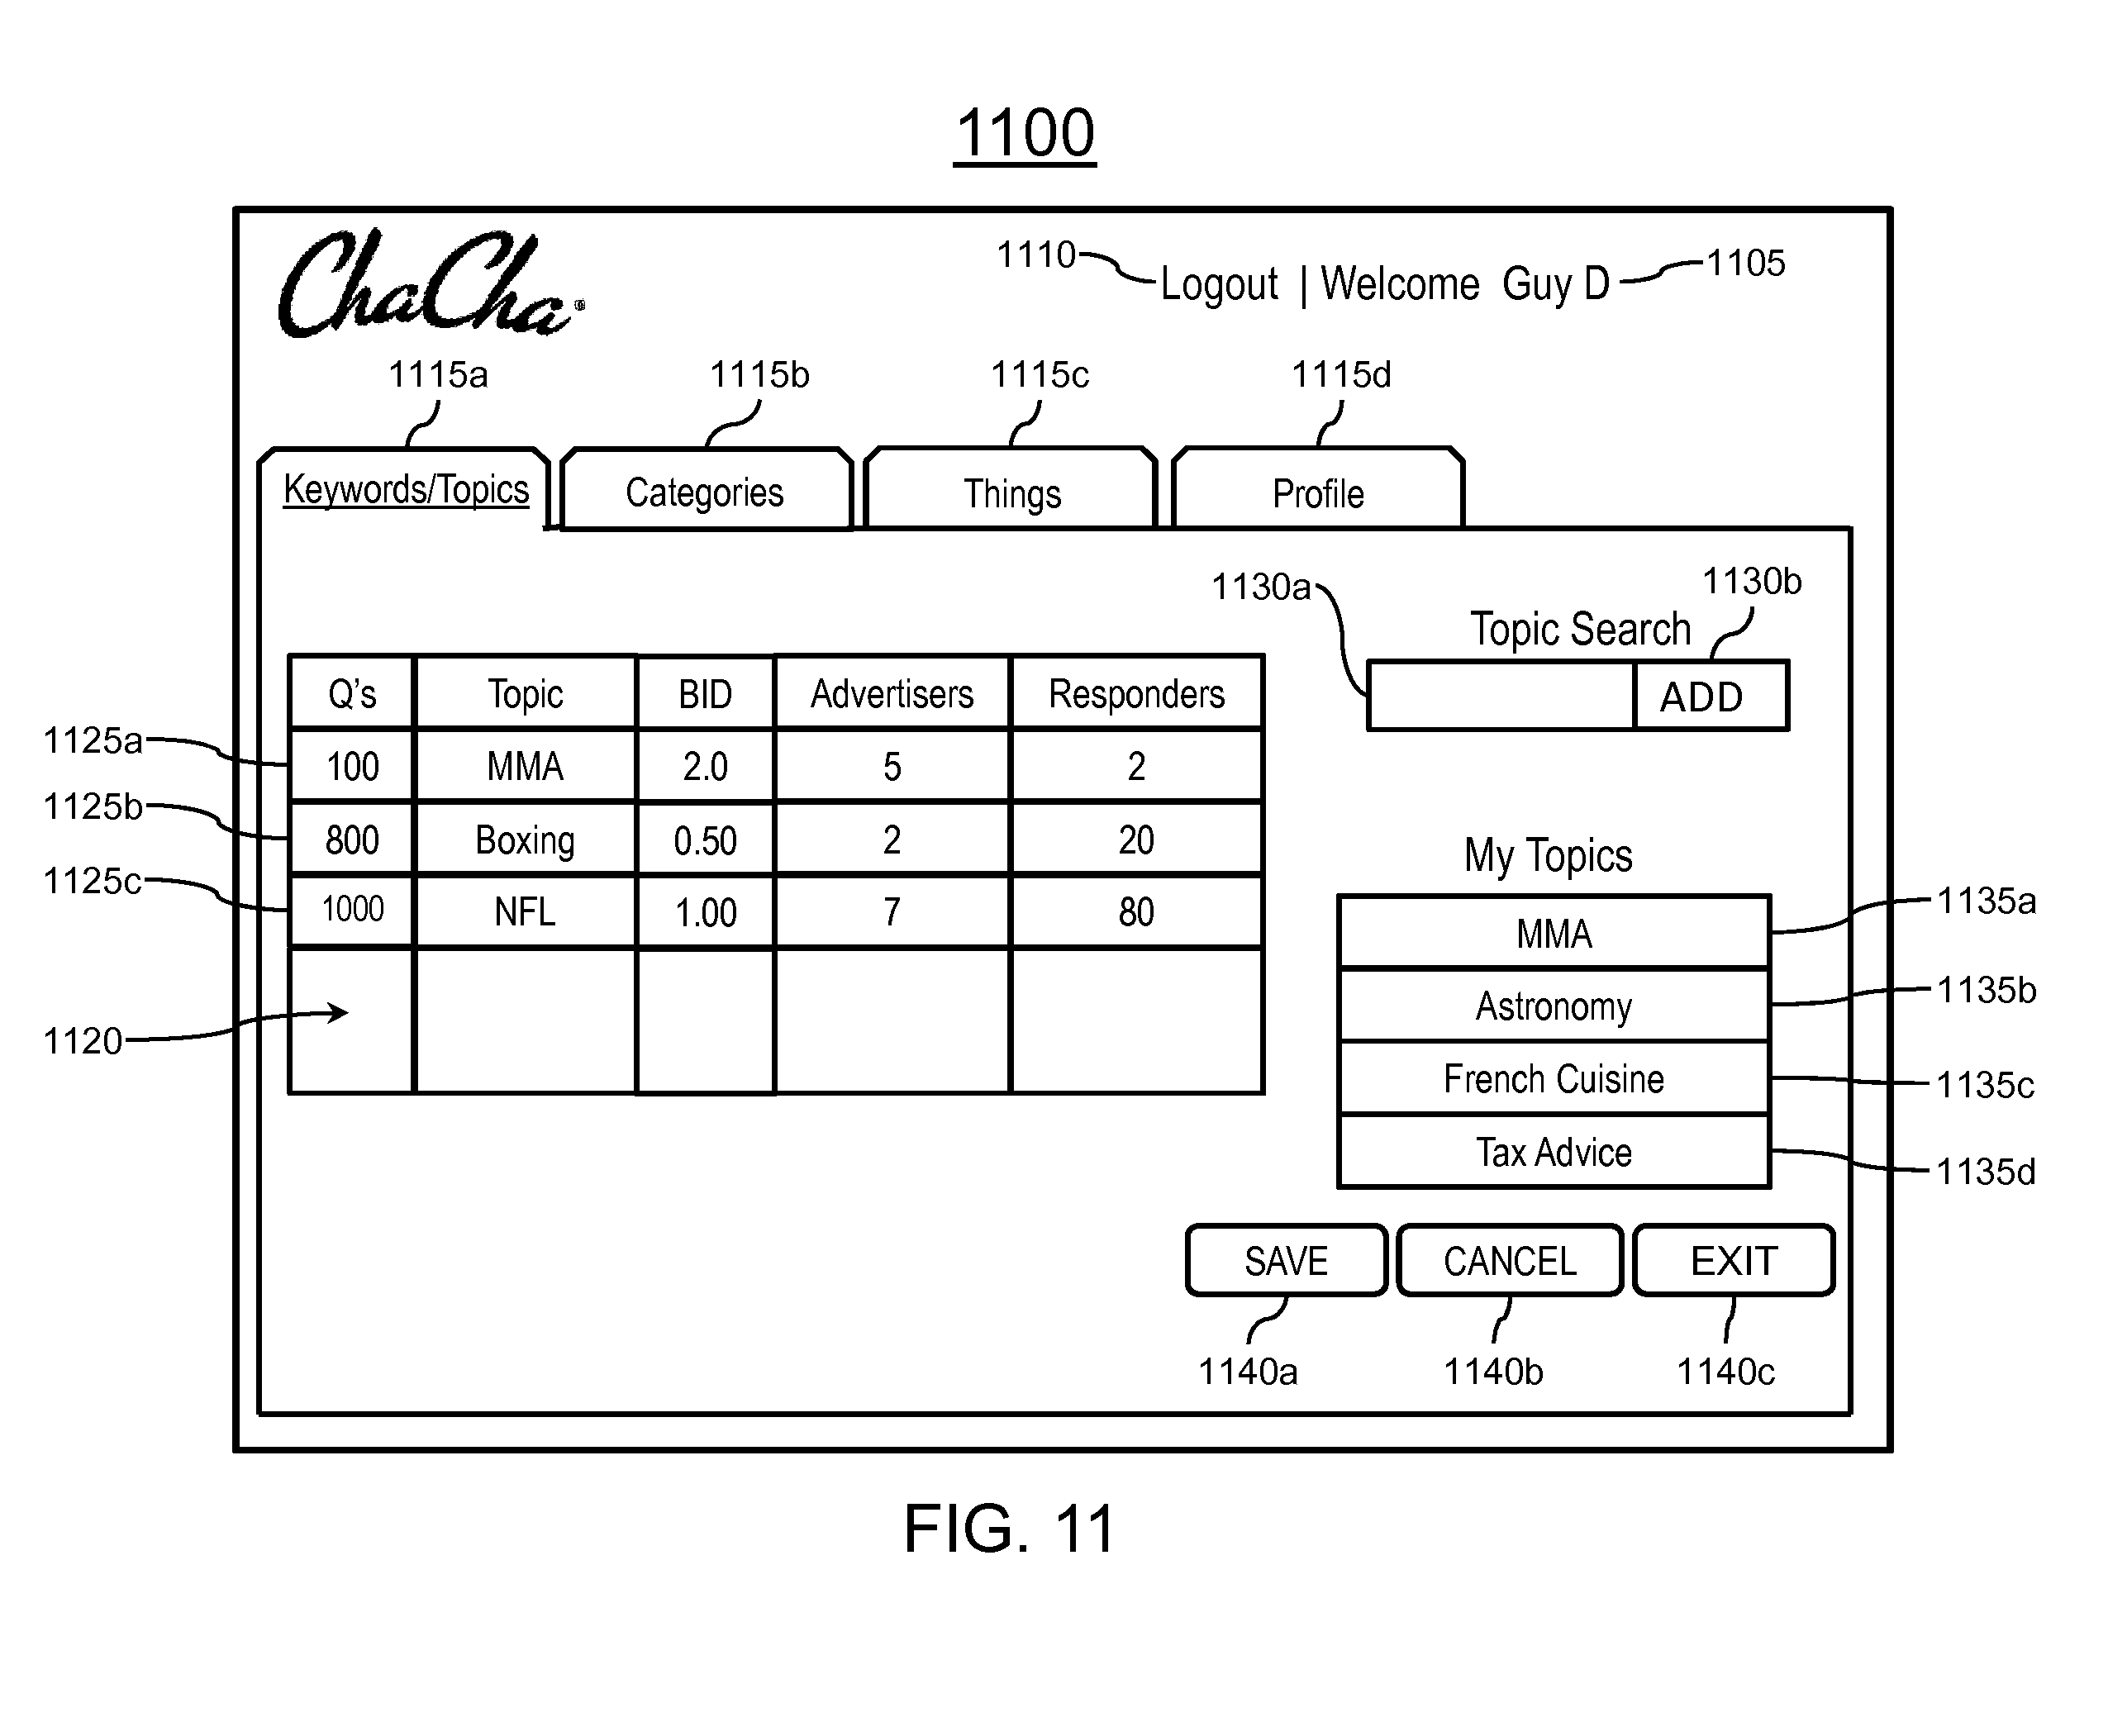 1100
ChaCha®
1110 Logout | Welcome Guy D 1105
1115a 1115b 1115c 1115d
Keywords/Topics Categories Things Profile
1130a 1130b
Topic Search
ADD
Q's Topic BID Advertisers Responders
1125a 100 MMA 2.0 5 2
1125b 800 Boxing 0.50 2 20
1125c 1000 NFL 1.00 7 80
1120
My Topics
MMA 1135a
Astronomy 1135b
French Cuisine 1135c
Tax Advice 1135d
SAVE CANCEL EXIT
1140a 1140b 1140c
FIG. 11